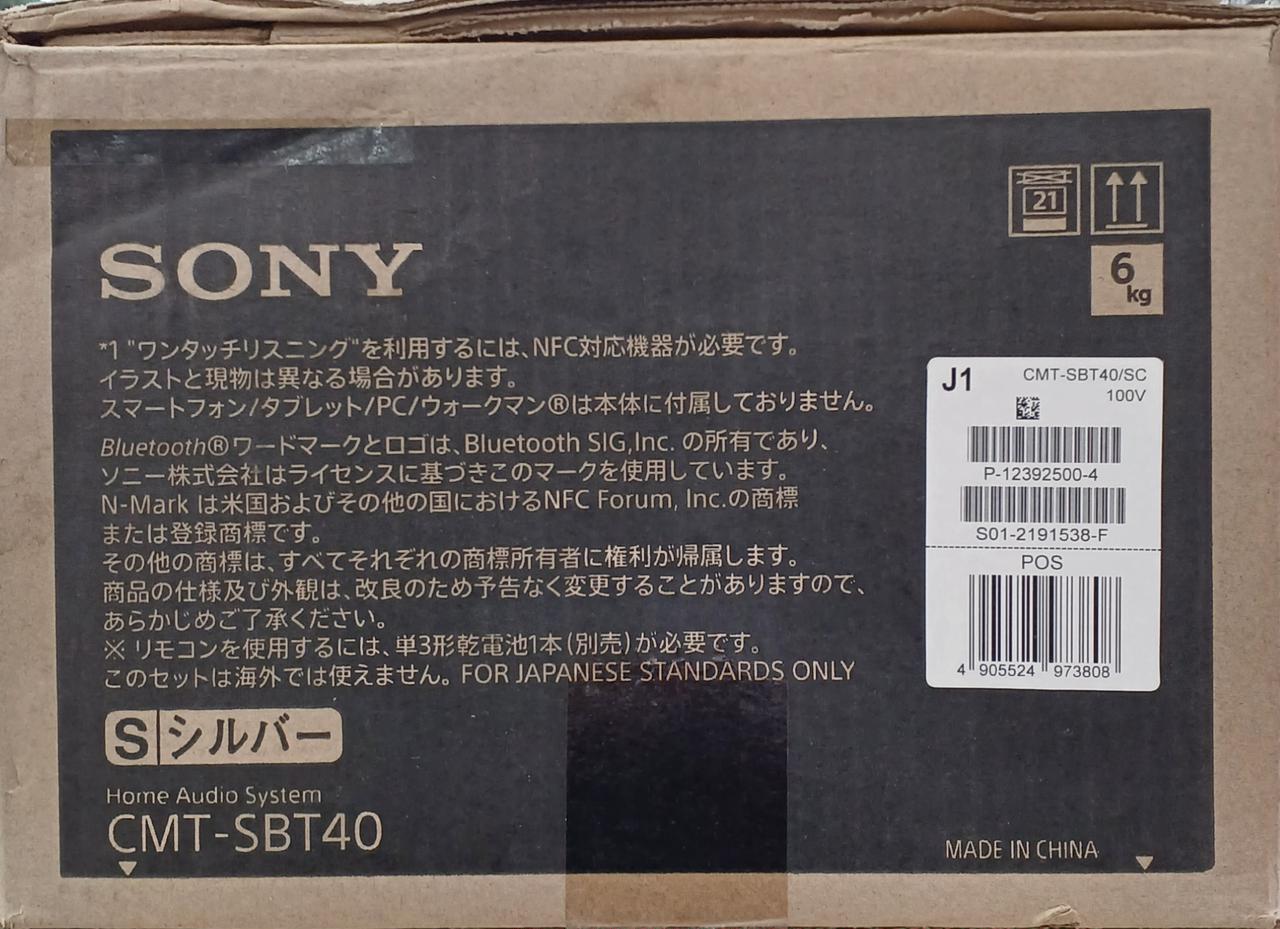 21
SONY
6
kg
*1 "ワンタッチリスニング"を利用するには、NFC対応機器が必要です。
イラストと現物は異なる場合があります。
スマートフォン/タブレット/PC/ウォークマン®は本体に付属しておりません。
Bluetooth®ワードマークとロゴは、Bluetooth SIG,Inc. の所有であり、
ソニー株式会社はライセンスに基づきこのマークを使用しています。
N-Mark は米国およびその他の国におけるNFC Forum, Inc.の商標
または登録商標です。
その他の商標は、すべてそれぞれの商標所有者に権利が帰属します。
商品の仕様及び外観は、改良のため予告なく変更することがありますので、
あらかじめご了承ください。
※ リモコンを使用するには、単3形乾電池1本(別売)が必要です。
このセットは海外では使えません。FOR JAPANESE STANDARDS ONLY
J1 CMT-SBT40/SC
100V
P-12392500-4
S01-2191538-F
POS
4 905524 973808
S シルバー
Home Audio System
CMT-SBT40
MADE IN CHINA